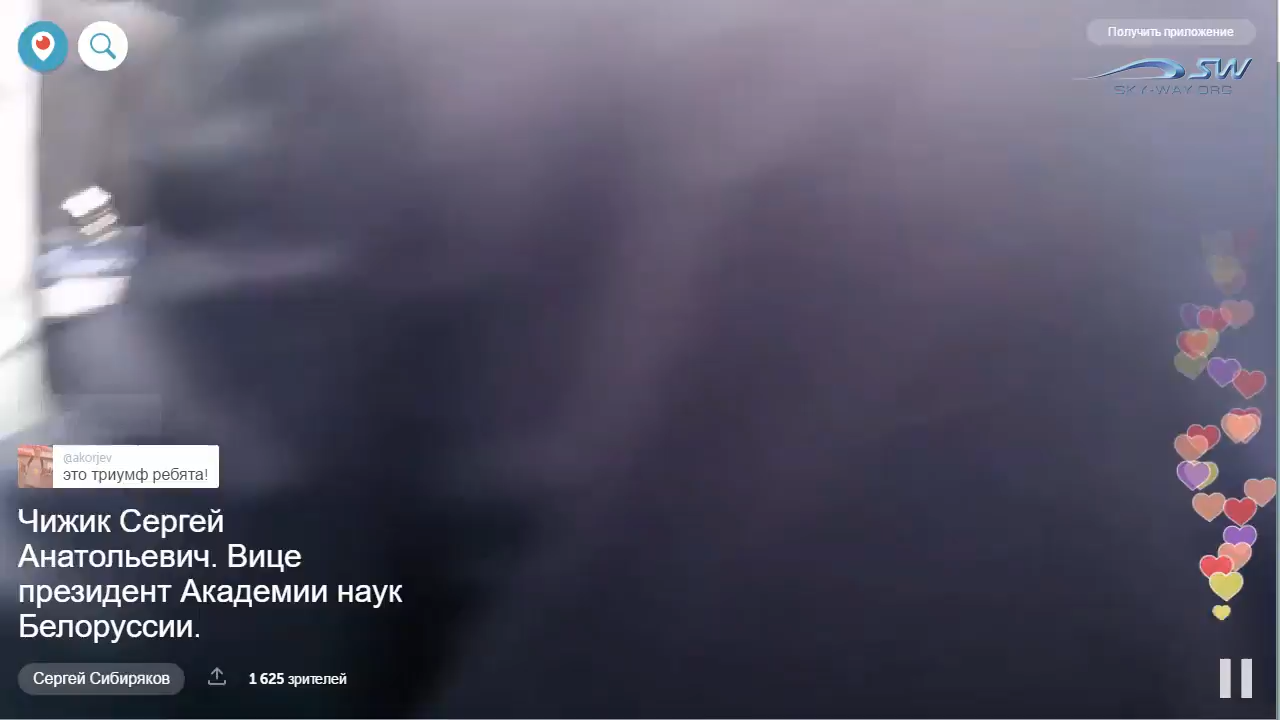 Получить приложение
SW
SKY-WAY.ORG
@akorjev
это триумф ребята!
Чижик Сергей
Анатольевич. Вице
президент Академии наук
Белоруссии.
Сергей Сибиряков
1 625 зрителей